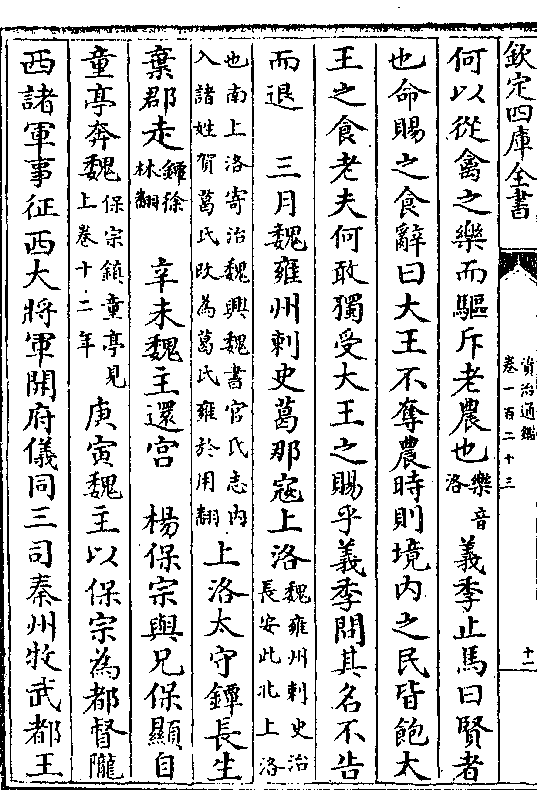 欽定四庫全書
資治通鑑
卷一百二十三
十二
何以從禽之樂而驅斥老農也樂音洛義季止馬曰賢者
也命賜之食辭曰大王不奪農時則境内之民皆飽大
王之食老夫何敢獨受大王之賜乎義季問其名不告
而退　三月魏雍州刺史葛那寇上洛魏雍州刺史治長安此北上洛
也南上洛寄治魏興魏書官氏志内入諸姓賀葛氏改為葛氏雍於用翻上洛太守鐔長生
棄郡走鐔徐林翻　辛未魏主還宫　楊保宗與兄保顯自
童亭奔魏保宗鎮童亭見上卷十二年庚寅魏主以保宗為都督隴
西諸軍事征西大將軍開府儀同三司秦州牧武都王